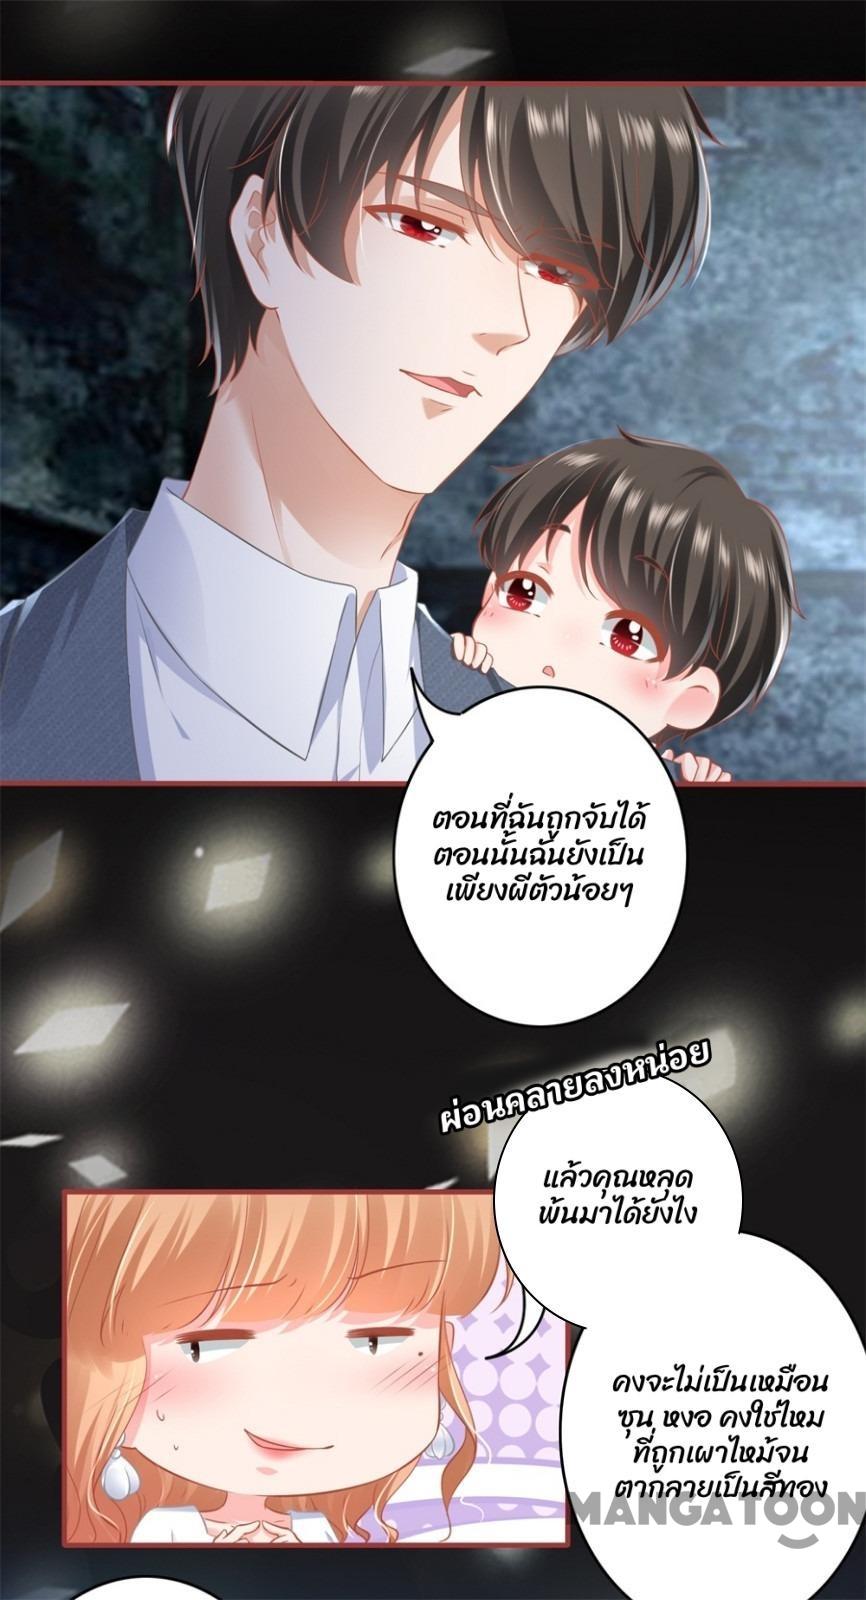 ตอนที่ฉันถูกจับได้
ตอนนั้นฉันยังเป็น
เพียงผีตัวน้อยๆ
ผ่อนคลายลงหน่อย
แล้วคุณหลุด
พ้นมาได้ยังไง
คงจะไม่เป็นเหมือน
ซุน หงอ คงใช่ไหม
ที่ถูกเผาไหม้จน
ตากลายเป็นสีทอง
MANGATOON